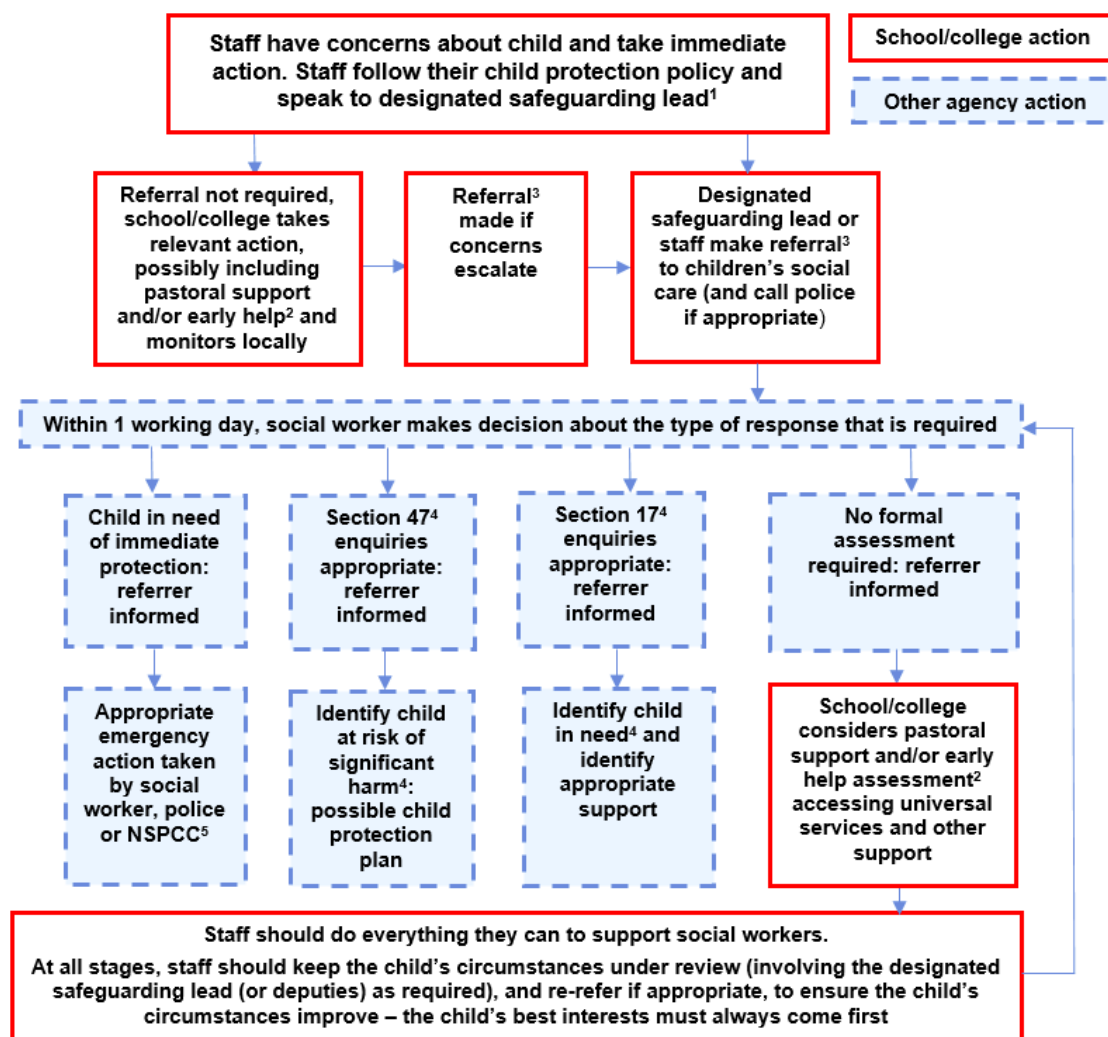 Staff have concerns about child and take immediate
action. Staff follow their child protection policy and
speak to designated safeguarding lead¹
School/college action
Other agency action
Referral not required,
school/college takes
relevant action,
possibly including
pastoral support
and/or early help² and
monitors locally
Referral³
made if
concerns
escalate
Designated
safeguarding lead or
staff make referral³
to children’s social
care (and call police
if appropriate)
Within 1 working day, social worker makes decision about the type of response that is required
Child in need
of immediate
protection:
referrer
informed
Section 47⁴
enquiries
appropriate:
referrer
informed
Section 17⁴
enquiries
appropriate:
referrer
informed
No formal
assessment
required: referrer
informed
Appropriate
emergency
action taken
by social
worker, police
or NSPCC⁵
Identify child
at risk of
significant
harm⁴:
possible child
protection
plan
Identify child
in need⁴ and
identify
appropriate
support
School/college
considers pastoral
support and/or early
help assessment²
accessing universal
services and other
support
Staff should do everything they can to support social workers.
At all stages, staff should keep the child’s circumstances under review (involving the designated
safeguarding lead (or deputies) as required), and re-refer if appropriate, to ensure the child’s
circumstances improve – the child’s best interests must always come first